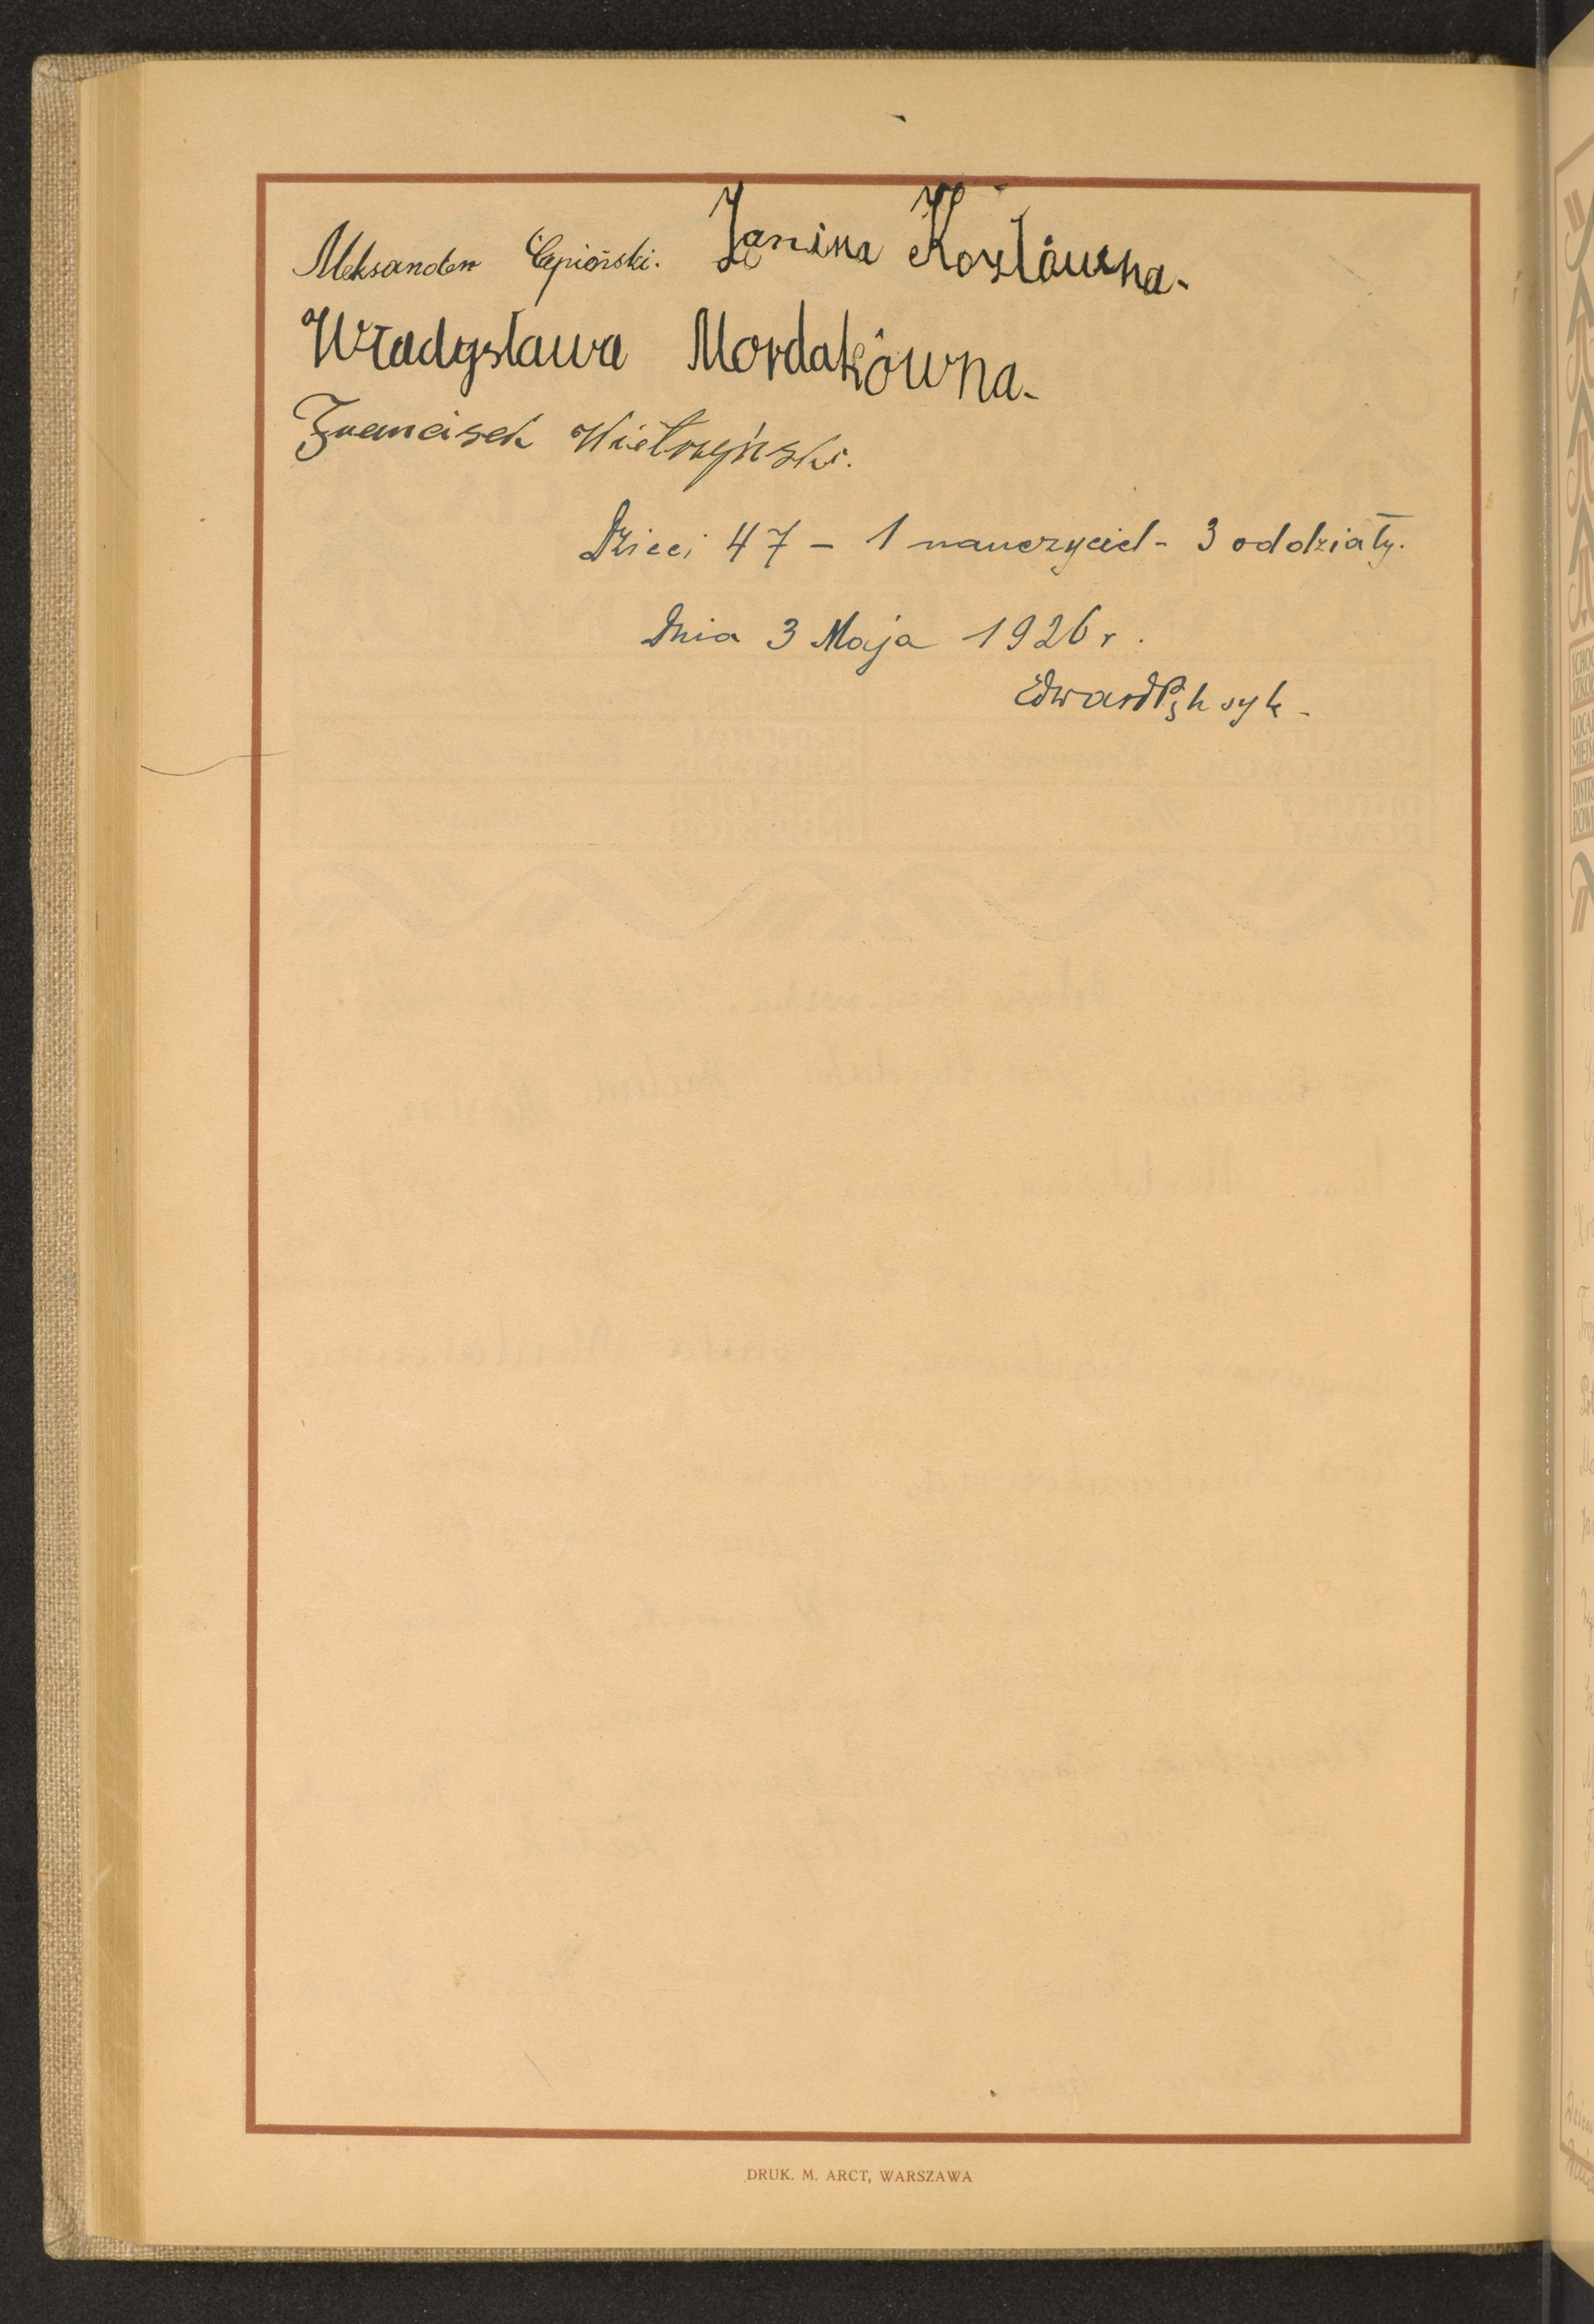 Aleksander Cepiński. Janina Kozłówna.
Władysława Mordakówna.
Franciszek Wietrzyński.
Dzieci 47 – 1 nauczyciel – 3 oddziały.
Dnia 3 Maja 1926 r.
Edward
DRUK. M. ARCT, WARSZAWA